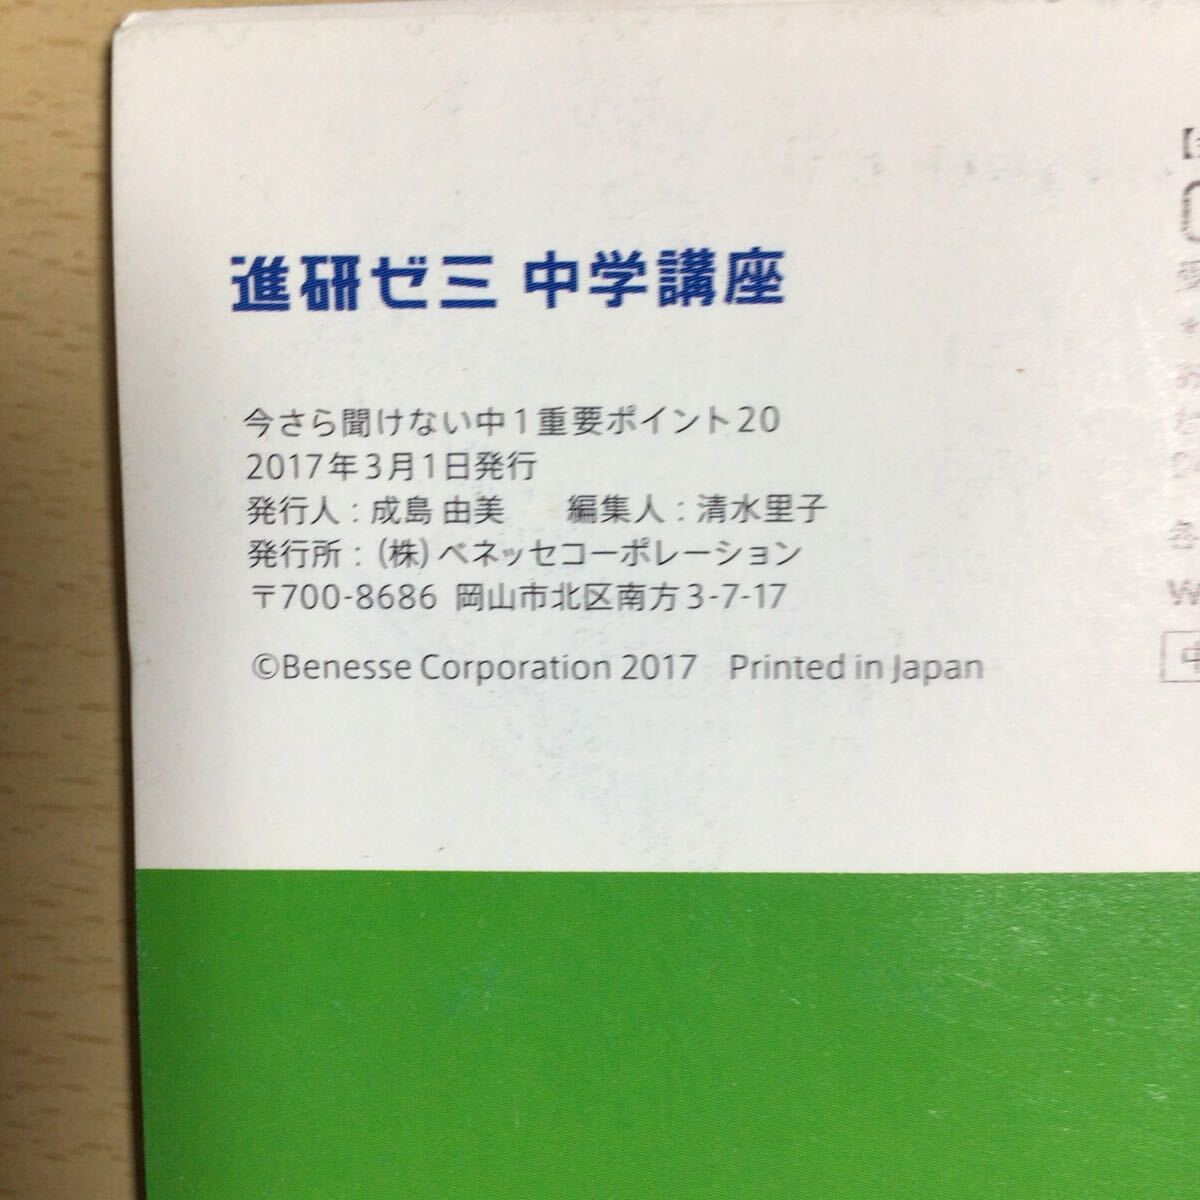 進研ゼミ 中学講座
今さら聞けない中1重要ポイント20
2017年3月1日発行
発行人：成島 由美　　編集人：清水里子
発行所：(株)ベネッセコーポレーション
〒700-8686 岡山市北区南方3-7-17
©Benesse Corporation 2017　Printed in Japan